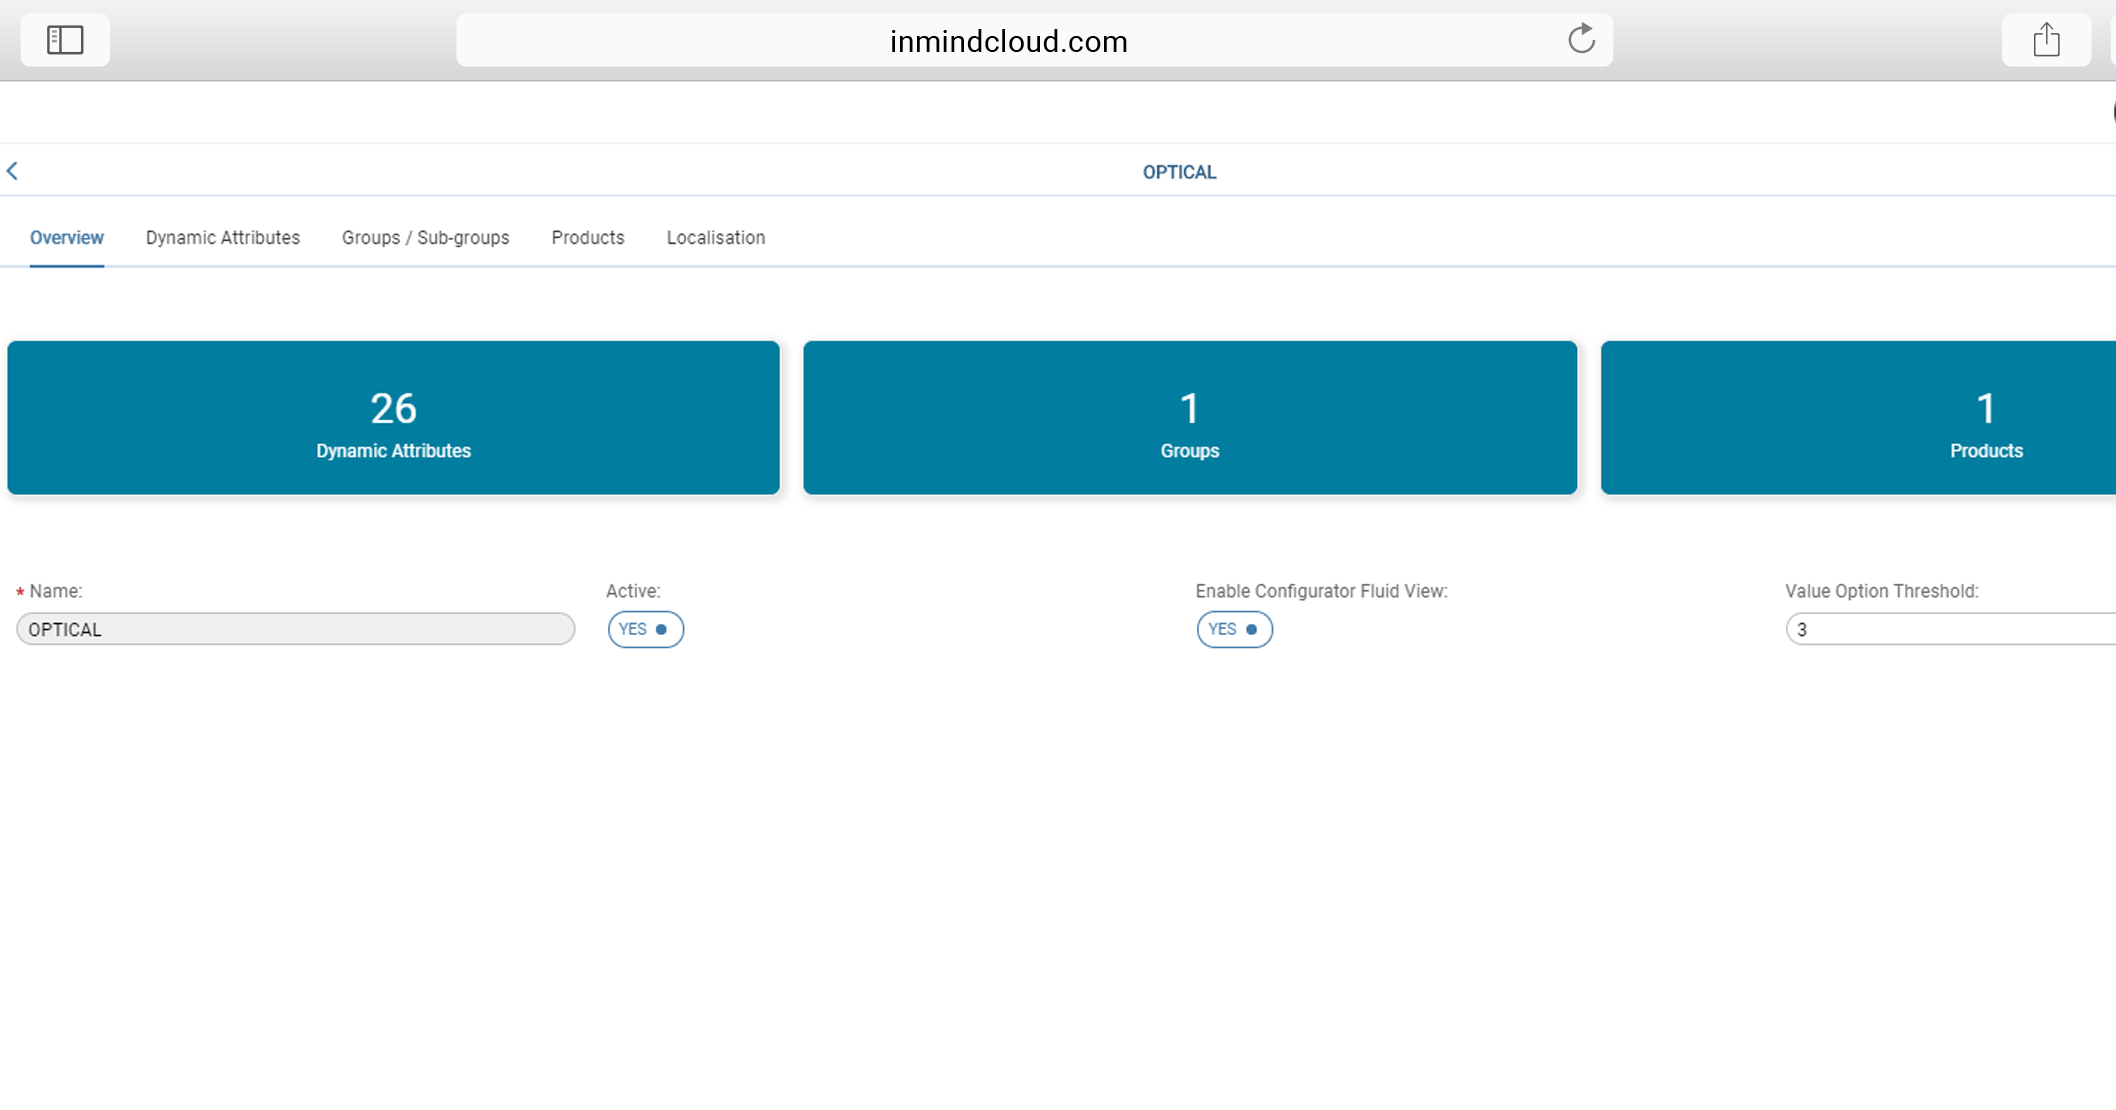 inmindcloud.com
OPTICAL
Overview Dynamic Attributes Groups / Sub-groups Products Localisation
26 1 1
Dynamic Attributes Groups Products
* Name: Active: Enable Configurator Fluid View: Value Option Threshold:
OPTICAL YES YES 3